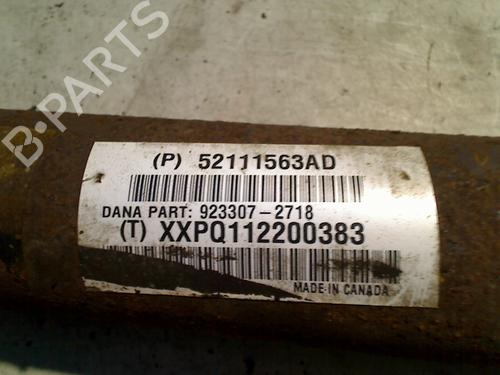 B-PARTS
(P) 52111563AD
DANA PART: 923307-2718
(T) XXPQ112200383
MADE IN CANADA